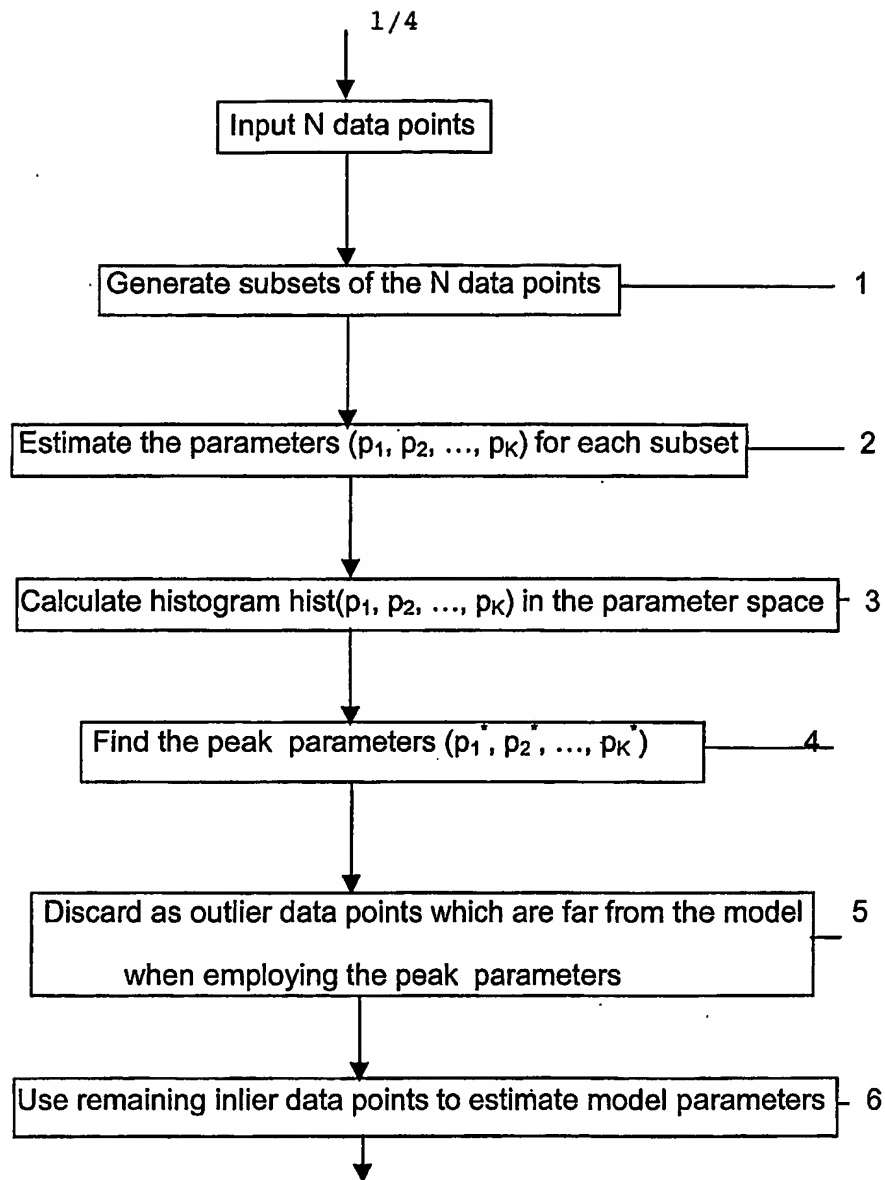 1/4
Input N data points
Generate subsets of the N data points 1
Estimate the parameters (p₁, p₂, ..., pK) for each subset 2
Calculate histogram hist(p₁, p₂, ..., pK) in the parameter space 3
Find the peak parameters (p₁*, p₂*, ..., pK*) 4
Discard as outlier data points which are far from the model 5
when employing the peak parameters
Use remaining inlier data points to estimate model parameters 6